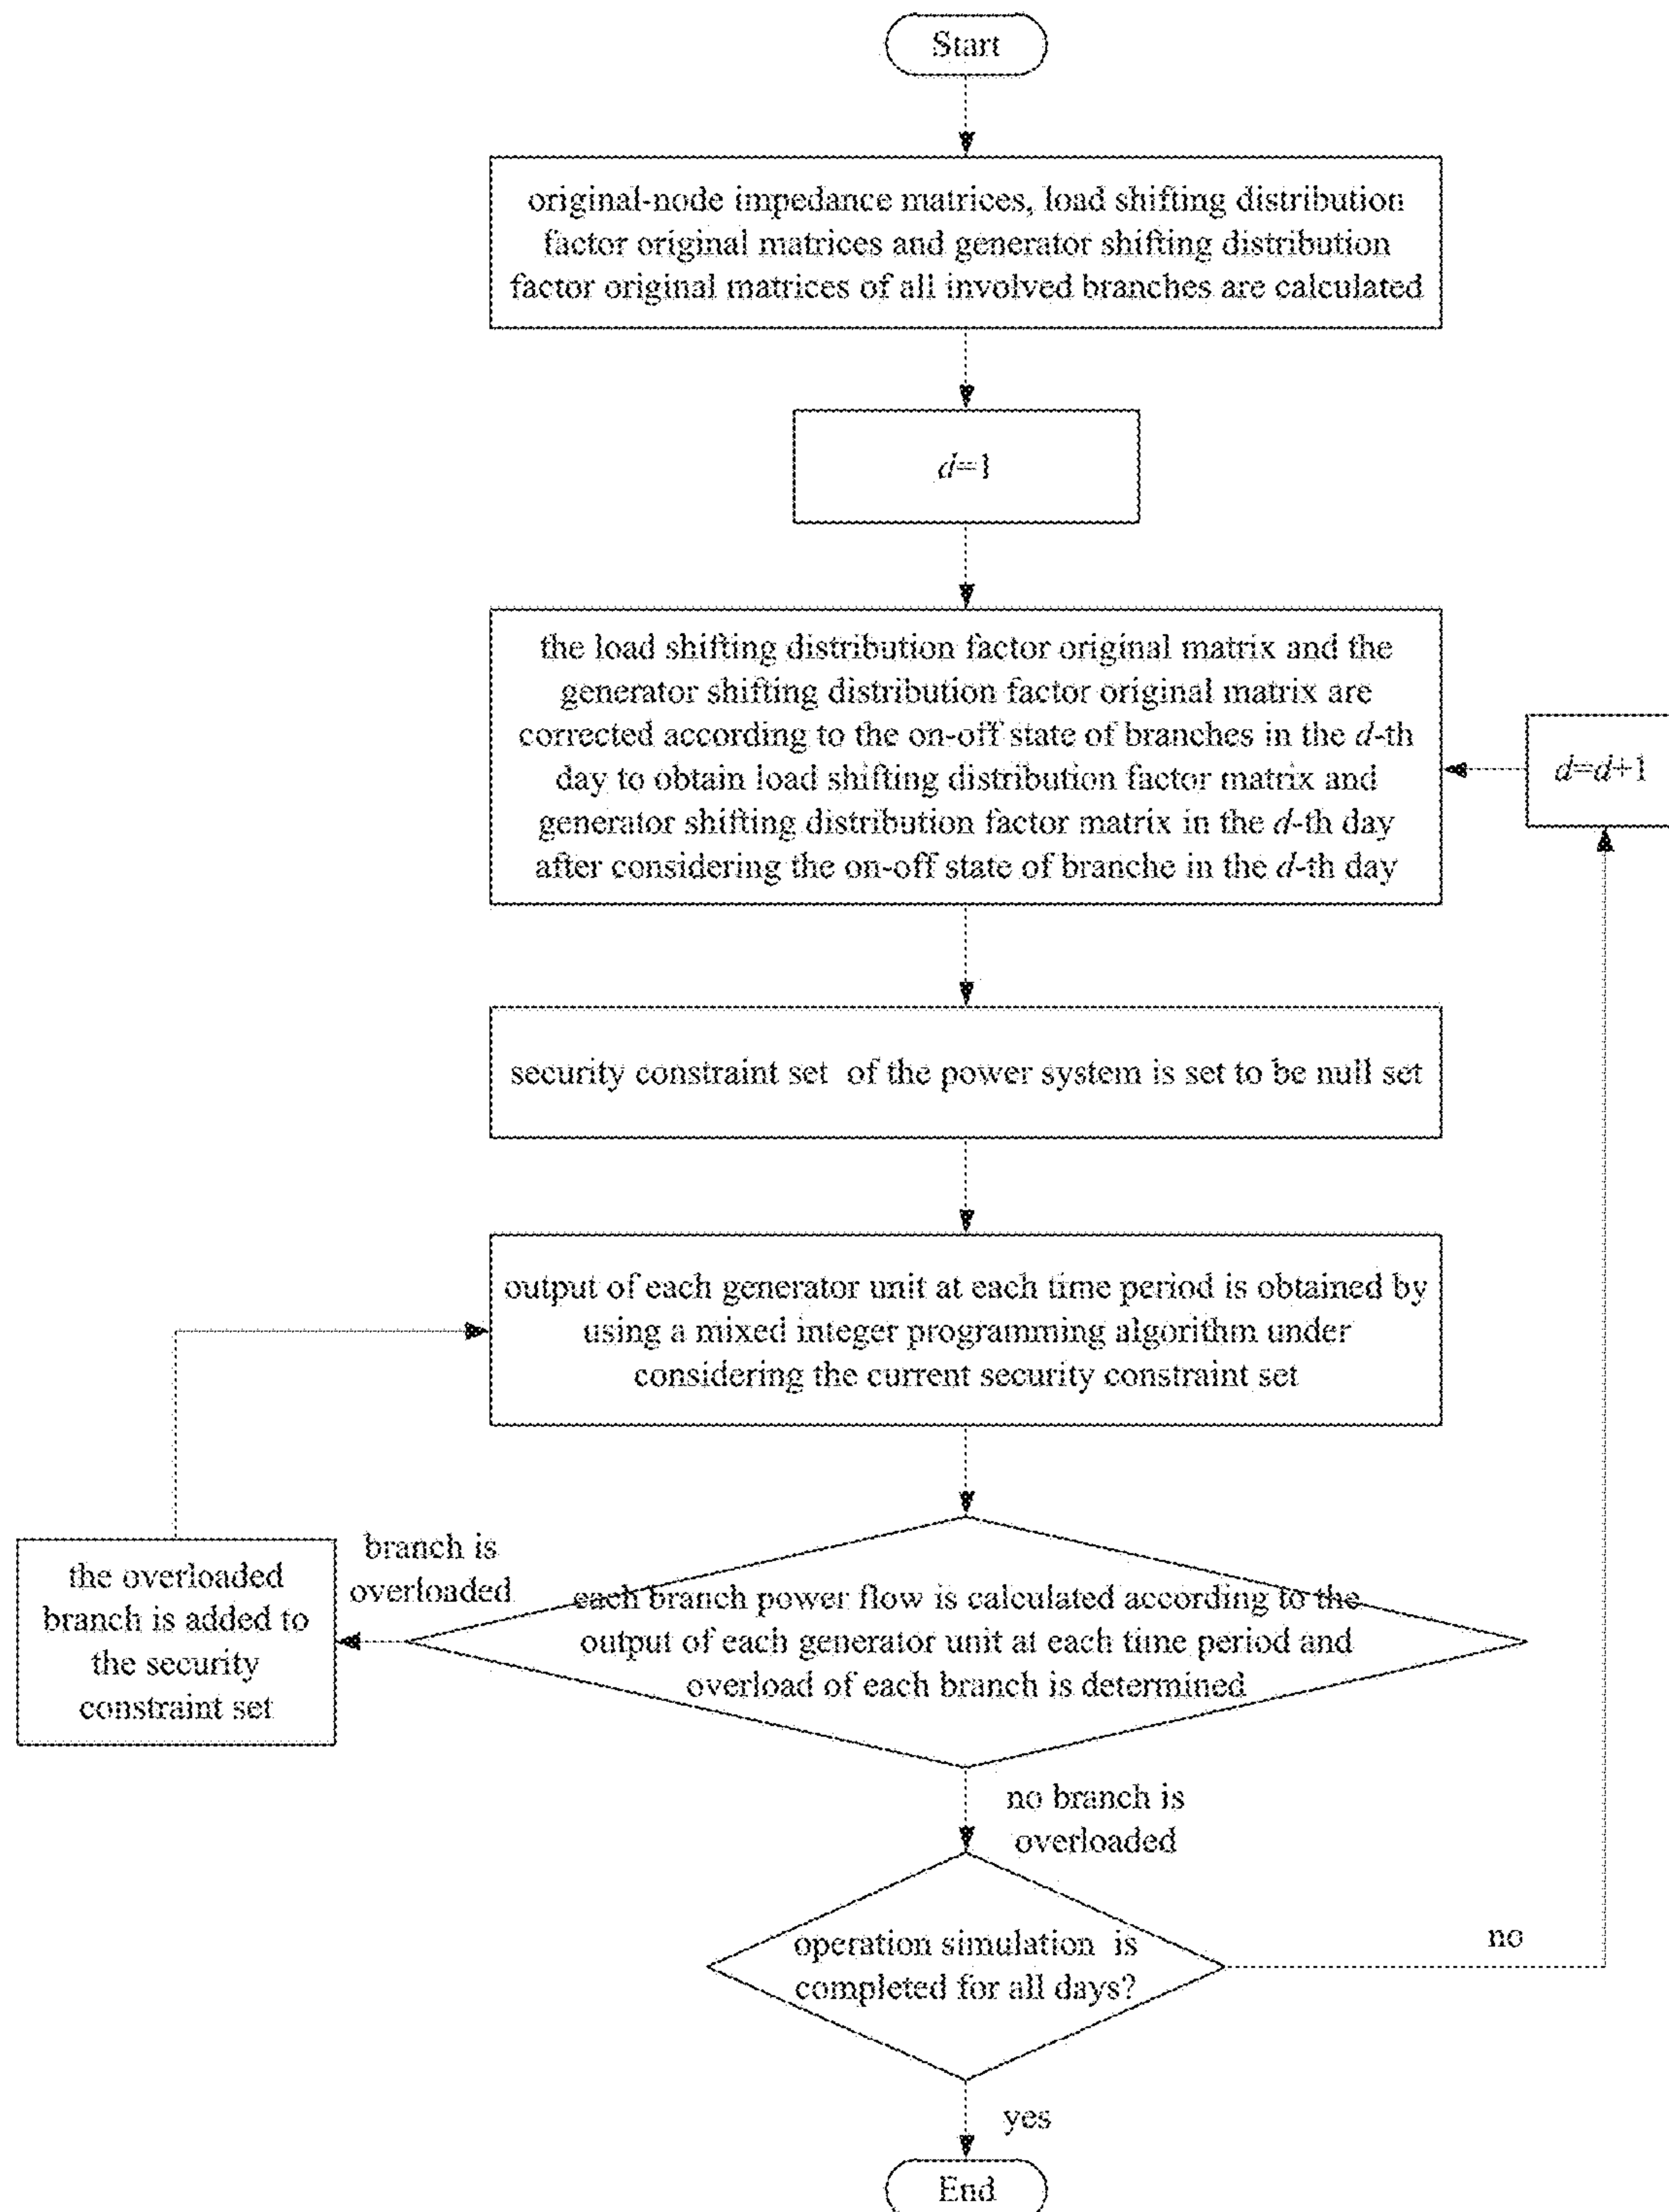 Start
original-node impedance matrices, load shifting distribution
factor original matrices and generator shifting distribution
factor original matrices of all involved branches are calculated
d=1
the load shifting distribution factor original matrix and the
generator shifting distribution factor original matrix are
corrected according to the on-off state of branches in the d-th
day to obtain load shifting distribution factor matrix and
generator shifting distribution factor matrix in the d-th day
after considering the on-off state of branche in the d-th day
d=d+1
security constraint set of the power system is set to be null set
output of each generator unit at each time period is obtained by
using a mixed integer programming algorithm under
considering the current security constraint set
branch is
overloaded
the overloaded
branch is added to
the security
constraint set
each branch power flow is calculated according to the
output of each generator unit at each time period and
overload of each branch is determined
no branch is
overloaded
operation simulation is
completed for all days?
no
yes
End